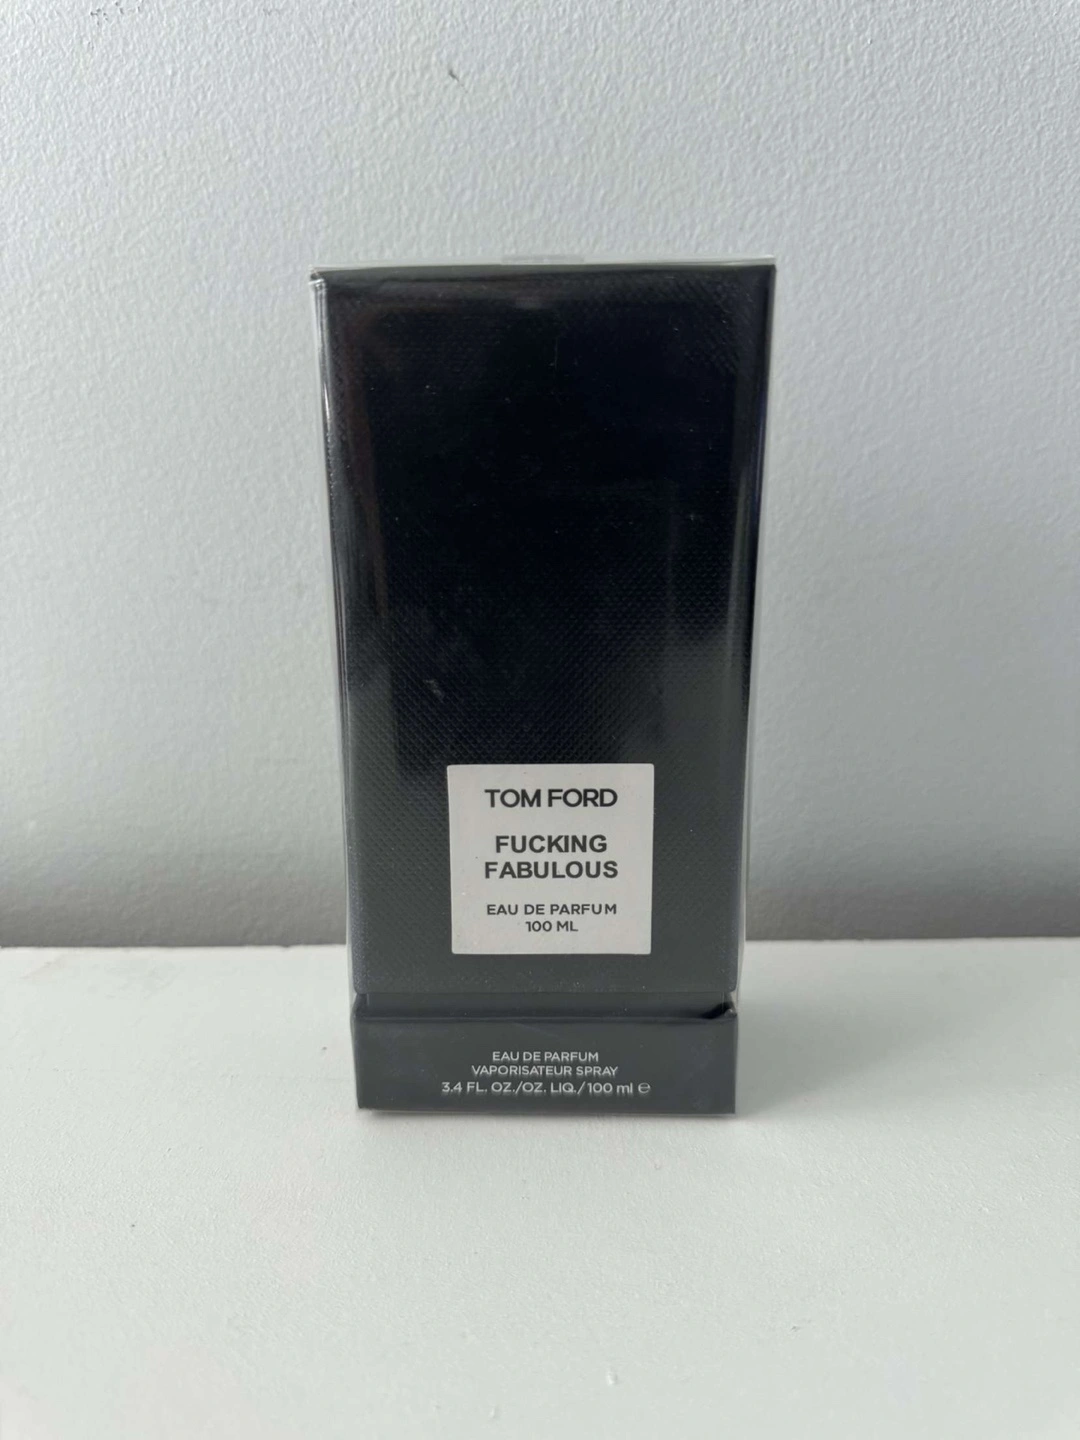 TOM FORD
FUCKING
FABULOUS
EAU DE PARFUM
100 ML
EAU DE PARFUM
VAPORISATEUR SPRAY
3.4 FL. OZ./OZ. LIQ./100 ml ℮